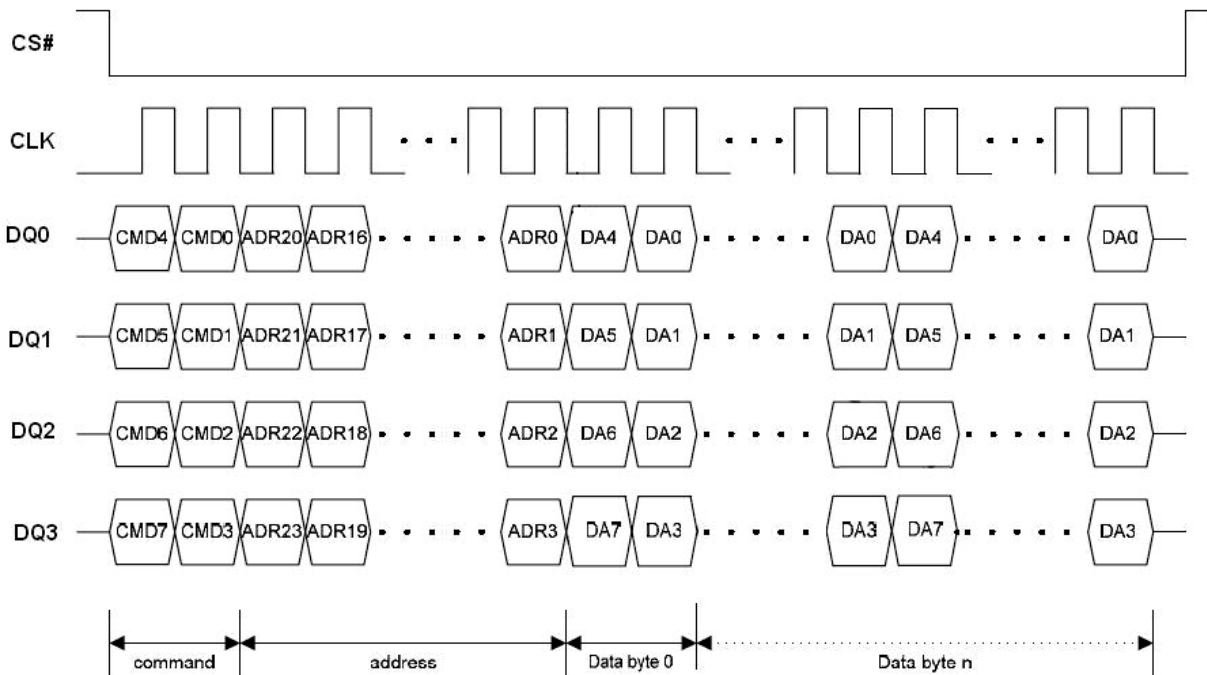 CS#
CLK
DQ0 CMD4 CMD0 ADR20 ADR16 ADR0 DA4 DA0 DA0 DA4 DA0
DQ1 CMD5 CMD1 ADR21 ADR17 ADR1 DA5 DA1 DA1 DA5 DA1
DQ2 CMD6 CMD2 ADR22 ADR18 ADR2 DA6 DA2 DA2 DA6 DA2
DQ3 CMD7 CMD3 ADR23 ADR19 ADR3 DA7 DA3 DA3 DA7 DA3
command address Data byte 0 Data byte n